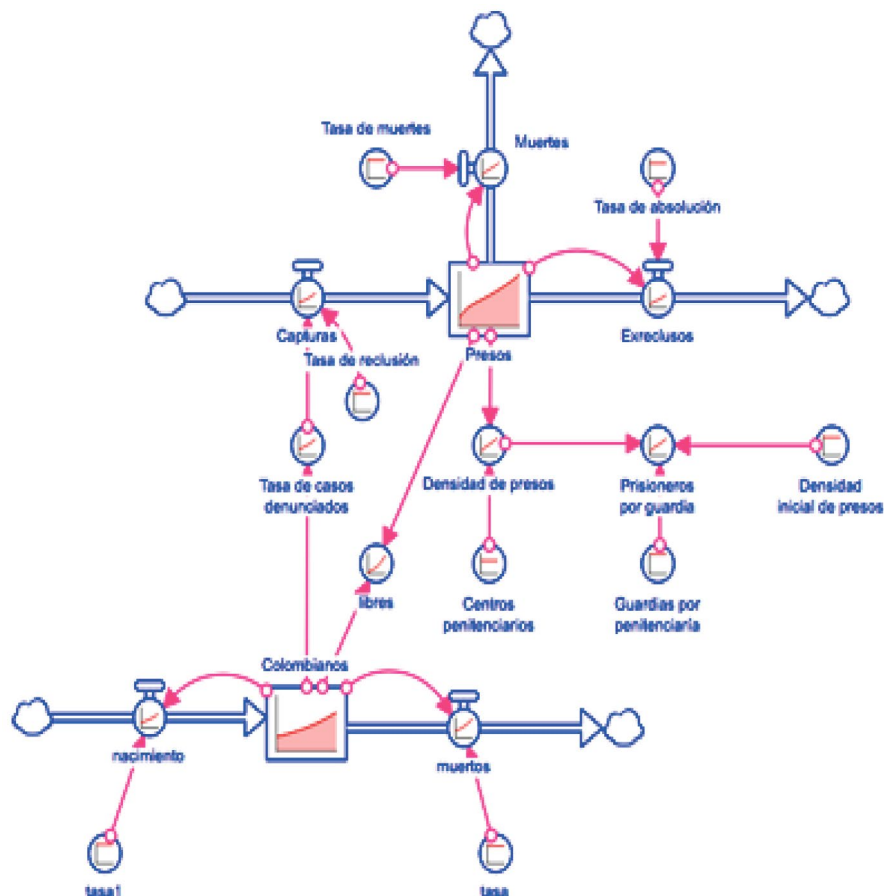 Tasa de muertes
Muertes
Tasa de absolución
Capturas
Tasa de reclusión
Presos
Exreclusos
Tasa de casos
denunciados
Densidad de presos
Prisioneros
por guardia
Densidad
inicial de presos
libres
Centros
penitenciarios
Guardias por
penitenciaría
Colombianos
nacimiento
muertos
tasa1
tasa